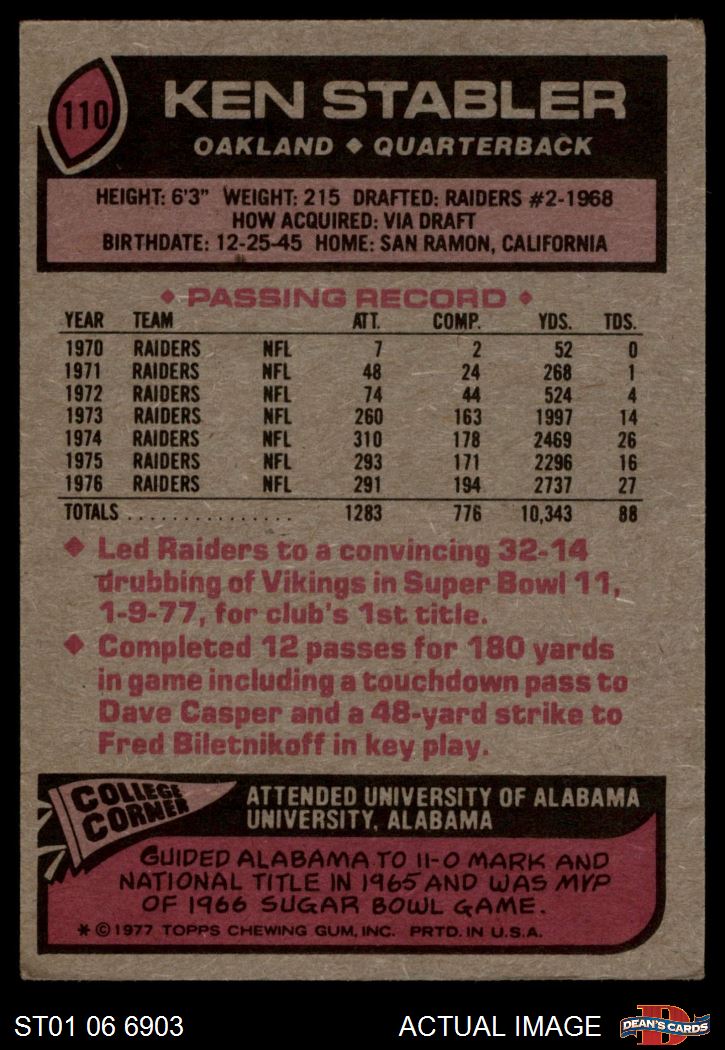 110
KEN STABLER
OAKLAND ♦ QUARTERBACK
HEIGHT: 6'3" WEIGHT: 215 DRAFTED: RAIDERS #2-1968
HOW ACQUIRED: VIA DRAFT
BIRTHDATE: 12-25-45 HOME: SAN RAMON, CALIFORNIA
♦ PASSING RECORD ♦
YEAR TEAM ATT. COMP. YDS. TDS.
1970 RAIDERS NFL 7 2 52 0
1971 RAIDERS NFL 48 24 268 1
1972 RAIDERS NFL 74 44 524 4
1973 RAIDERS NFL 260 163 1997 14
1974 RAIDERS NFL 310 178 2469 26
1975 RAIDERS NFL 293 171 2296 16
1976 RAIDERS NFL 291 194 2737 27
TOTALS ............... 1283 776 10,343 88
♦ Led Raiders to a convincing 32-14
drubbing of Vikings in Super Bowl 11,
1-9-77, for club's 1st title.
♦ Completed 12 passes for 180 yards
in game including a touchdown pass to
Dave Casper and a 48-yard strike to
Fred Biletnikoff in key play.
COLLEGE
CORNER
ATTENDED UNIVERSITY OF ALABAMA
UNIVERSITY, ALABAMA
GUIDED ALABAMA TO 11-0 MARK AND
NATIONAL TITLE IN 1965 AND WAS MVP
OF 1966 SUGAR BOWL GAME.
* © 1977 TOPPS CHEWING GUM, INC. PRTD. IN U.S.A.
ST01 06 6903
ACTUAL IMAGE
D
DEAN'S CARDS